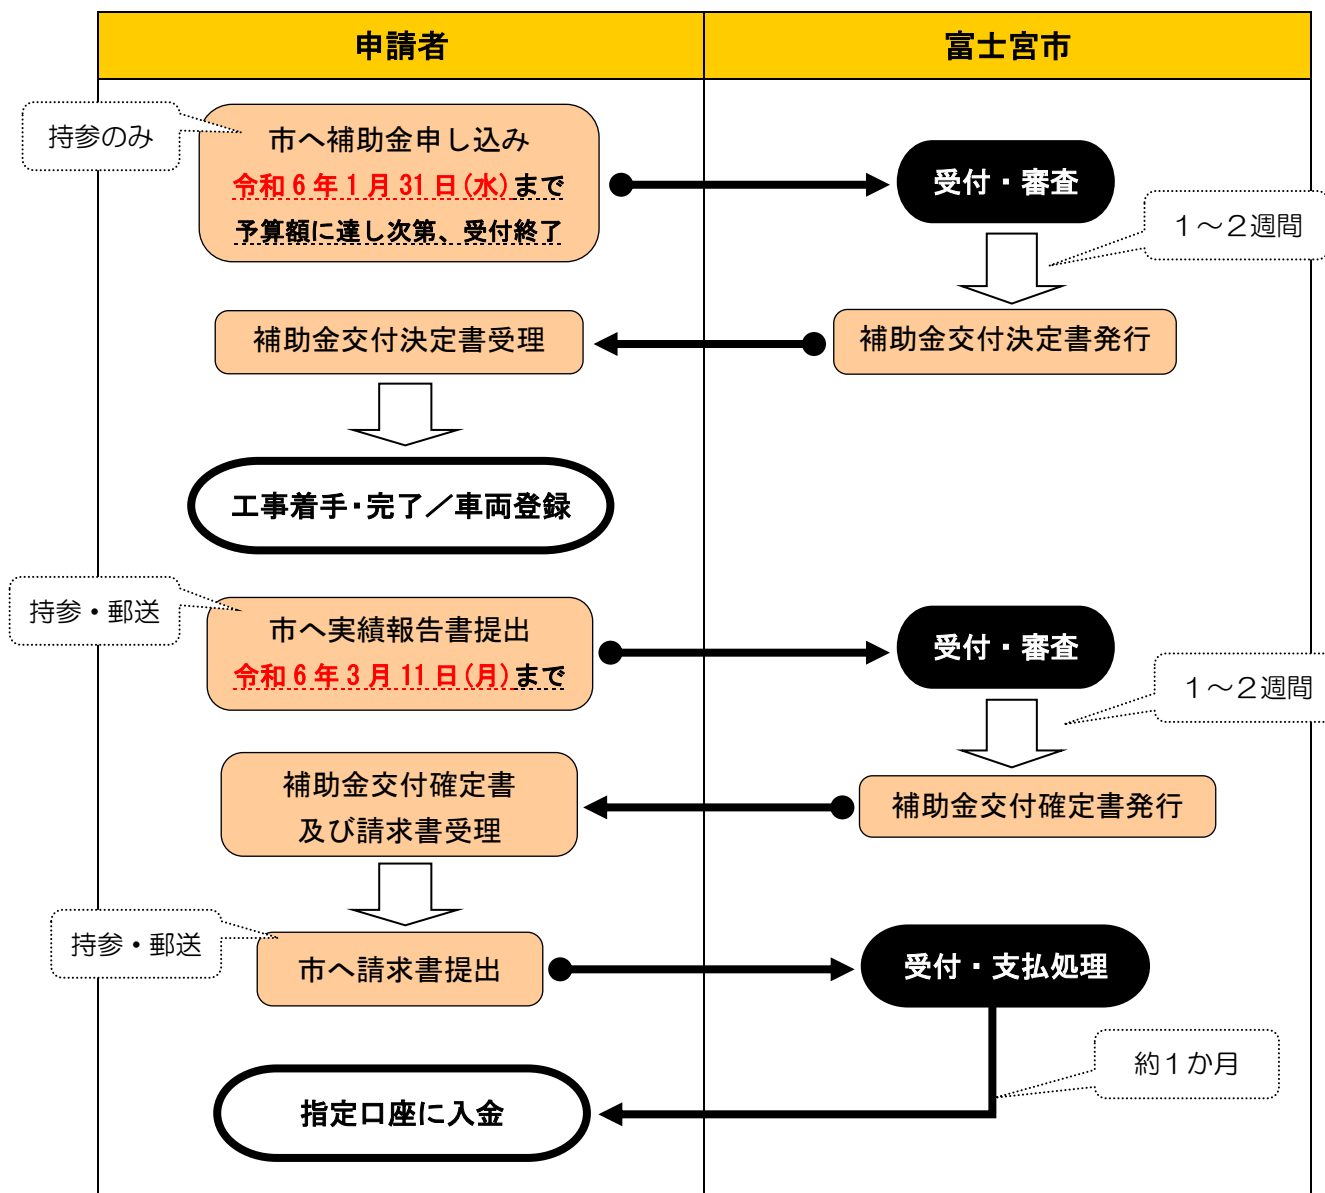 申請者
富士宮市
持参のみ
市へ補助金申し込み
令和6年1月31日(水)まで
予算額に達し次第、受付終了
受付・審査
1～2週間
補助金交付決定書受理
補助金交付決定書発行
工事着手・完了／車両登録
持参・郵送
市へ実績報告書提出
令和6年3月11日(月)まで
受付・審査
1～2週間
補助金交付確定書
及び請求書受理
補助金交付確定書発行
持参・郵送
市へ請求書提出
受付・支払処理
約1か月
指定口座に入金